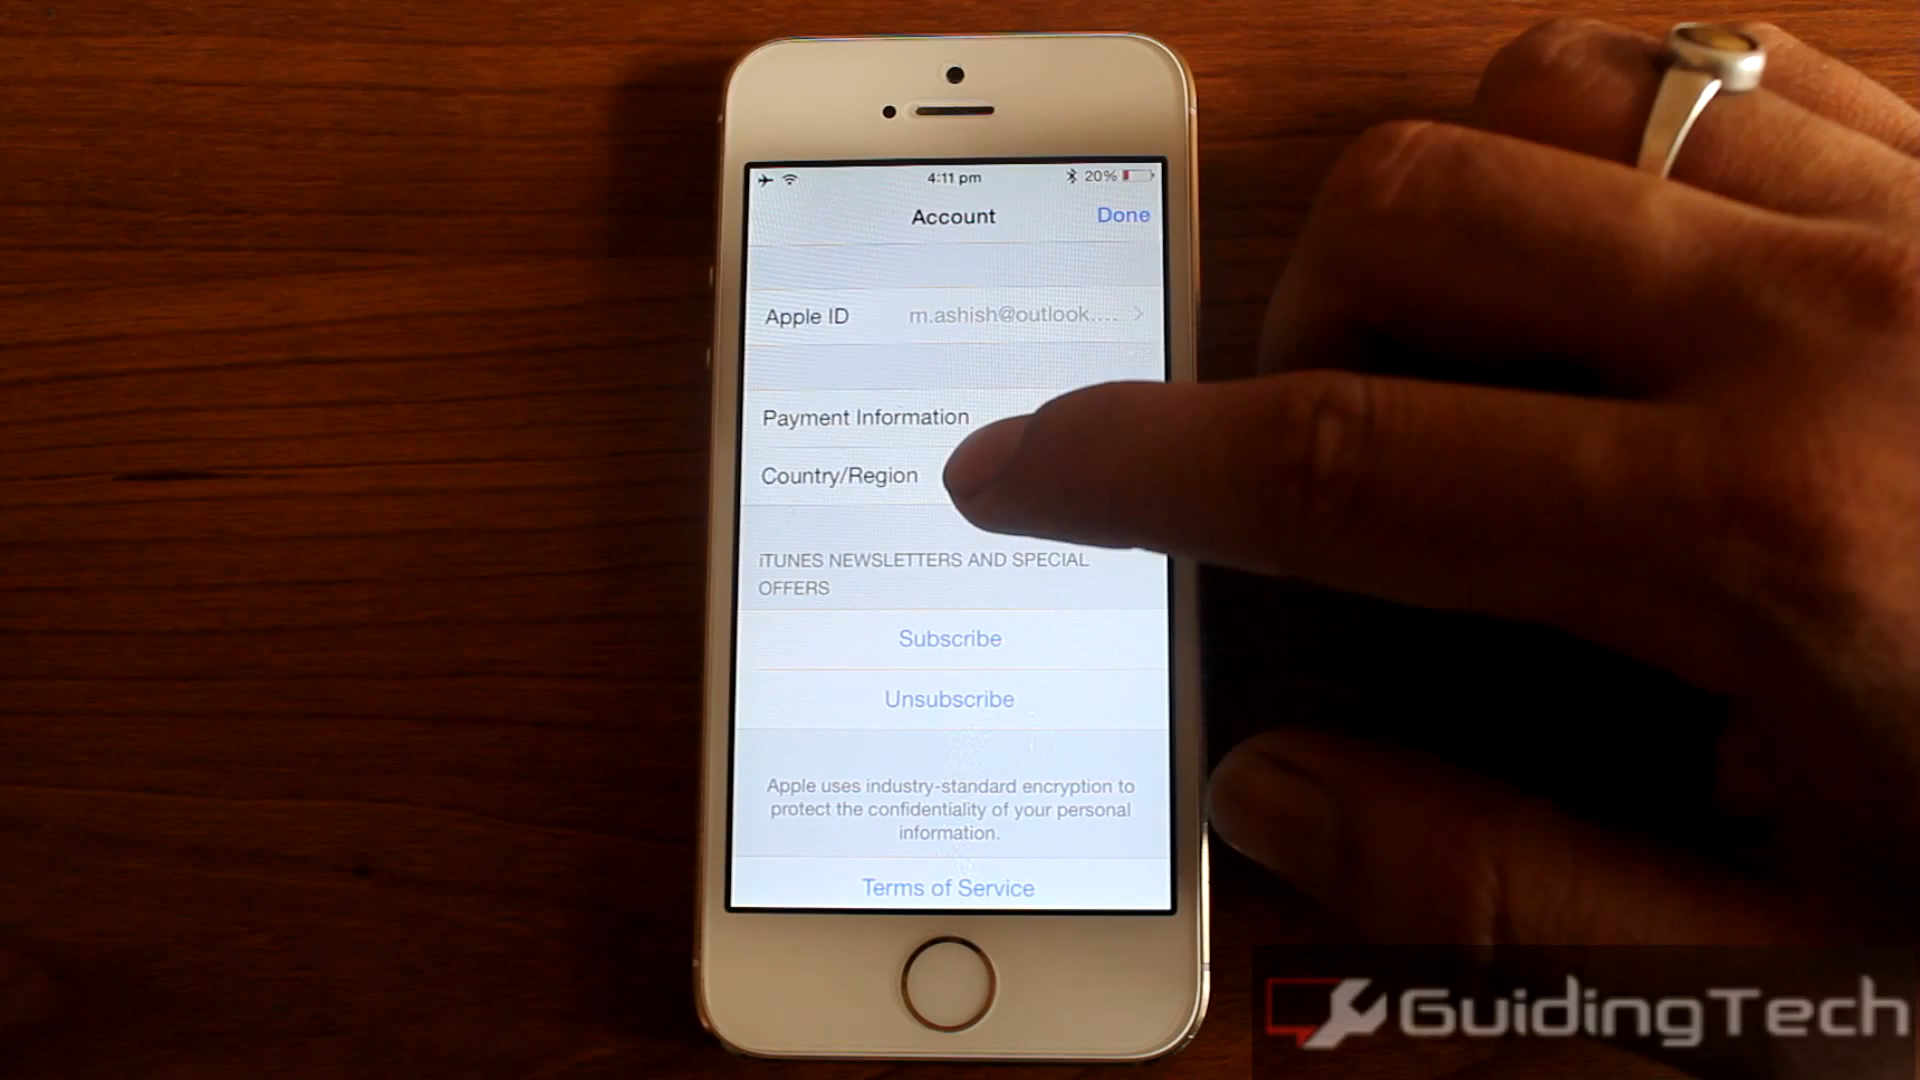 4:11 pm
20%
Account
Done
Apple ID
m.ashish@outlook....
Payment Information
Country/Region
iTUNES NEWSLETTERS AND SPECIAL
OFFERS
Subscribe
Unsubscribe
Apple uses industry-standard encryption to
protect the confidentiality of your personal
information.
Terms of Service
GuidingTech